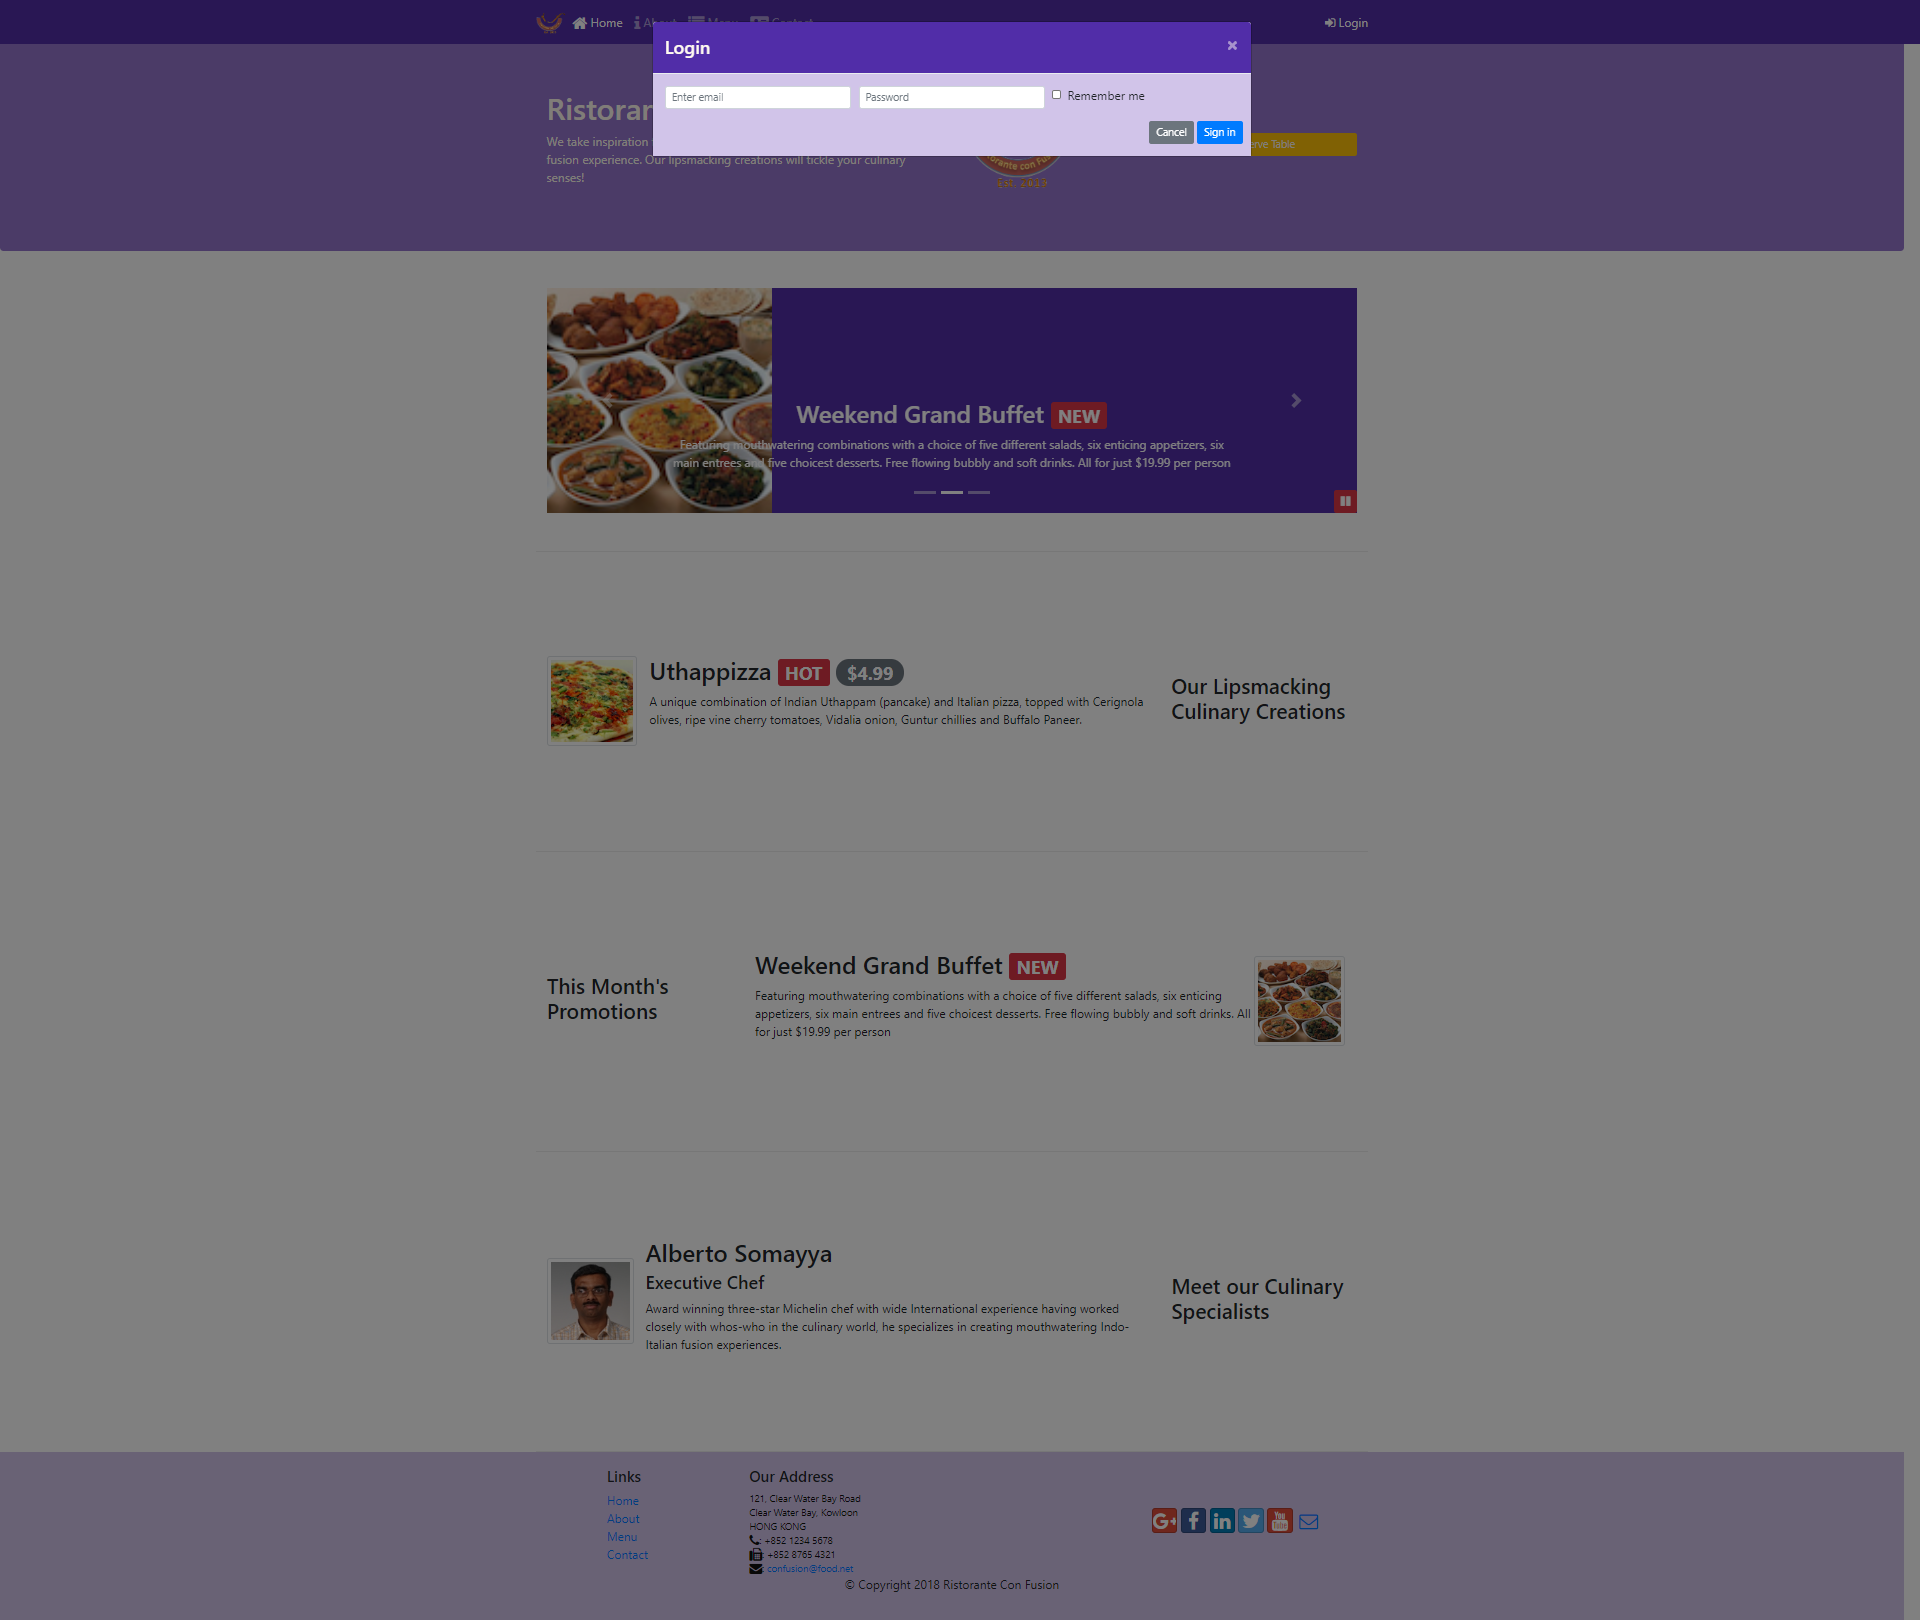 Home
Login
Login
×
Enter email
Password
Remember me
Cancel
Sign in
We take inspiration
fusion experience. Our lipsmacking creations will tickle your culinary
senses!
Table
Weekend Grand Buffet NEW
Featuring mouthwatering combinations with a choice of five different salads, six enticing appetizers, six
main entrees and five choicest desserts. Free flowing bubbly and soft drinks. All for just $19.99 per person
Uthappizza HOT $4.99
A unique combination of Indian Uthappam (pancake) and Italian pizza, topped with Cerignola
olives, ripe vine cherry tomatoes, Vidalia onion, Guntur chillies and Buffalo Paneer.
Our Lipsmacking
Culinary Creations
This Month's
Promotions
Weekend Grand Buffet NEW
Featuring mouthwatering combinations with a choice of five different salads, six enticing
appetizers, six main entrees and five choicest desserts. Free flowing bubbly and soft drinks. All
for just $19.99 per person
Alberto Somayya
Executive Chef
Award winning three-star Michelin chef with wide International experience having worked
closely with whos-who in the culinary world, he specializes in creating mouthwatering Indo-
Italian fusion experiences.
Meet our Culinary
Specialists
Links
Home
About
Menu
Contact
Our Address
121, Clear Water Bay Road
Clear Water Bay, Kowloon
HONG KONG
: +852 1234 5678
: +852 8765 4321
: confusion@food.net
© Copyright 2018 Ristorante Con Fusion